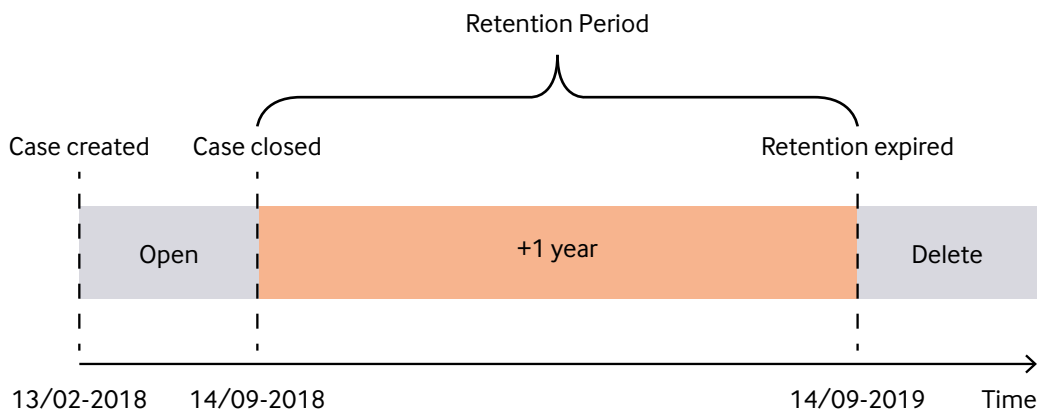 Retention Period
Case created
Case closed
Retention expired
Open
+1 year
Delete
13/02-2018
14/09-2018
14/09-2019
Time